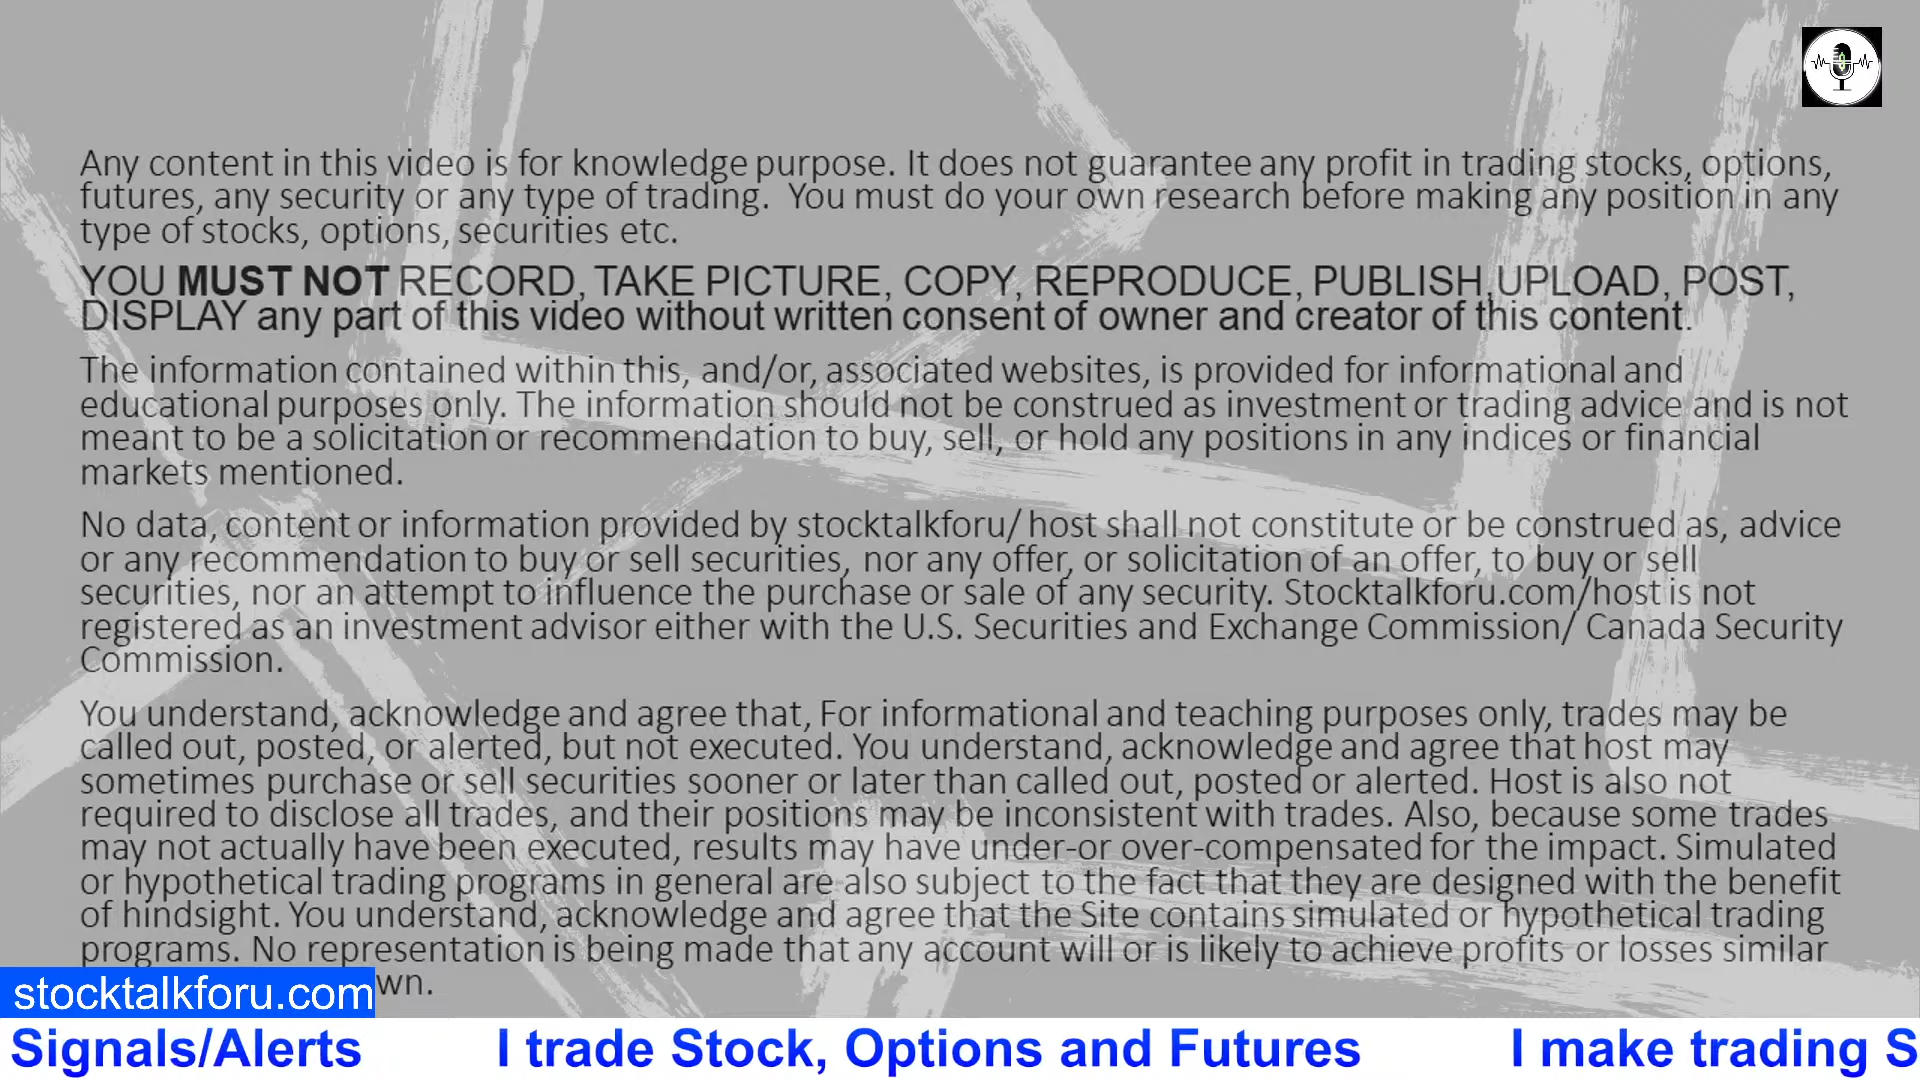 Any content in this video is for knowledge purpose. It does not guarantee any profit in trading stocks, options,
futures, any security or any type of trading.  You must do your own research before making any position in any
type of stocks, options, securities etc.
YOU MUST NOT RECORD, TAKE PICTURE, COPY, REPRODUCE, PUBLISH,UPLOAD, POST,
DISPLAY any part of this video without written consent of owner and creator of this content.
The information contained within this, and/or, associated websites, is provided for informational and
educational purposes only. The information should not be construed as investment or trading advice and is not
meant to be a solicitation or recommendation to buy, sell, or hold any positions in any indices or financial
markets mentioned.
No data, content or information provided by stocktalkforu/ host shall not constitute or be construed as, advice
or any recommendation to buy or sell securities, nor any offer, or solicitation of an offer, to buy or sell
securities, nor an attempt to influence the purchase or sale of any security. Stocktalkforu.com/host is not
registered as an investment advisor either with the U.S. Securities and Exchange Commission/ Canada Security
Commission.
You understand, acknowledge and agree that, For informational and teaching purposes only, trades may be
called out, posted, or alerted, but not executed. You understand, acknowledge and agree that host may
sometimes purchase or sell securities sooner or later than called out, posted or alerted. Host is also not
required to disclose all trades, and their positions may be inconsistent with trades. Also, because some trades
may not actually have been executed, results may have under-or over-compensated for the impact. Simulated
or hypothetical trading programs in general are also subject to the fact that they are designed with the benefit
of hindsight. You understand, acknowledge and agree that the Site contains simulated or hypothetical trading
programs. No representation is being made that any account will or is likely to achieve profits or losses similar
wn.
stocktalkforu.com
Signals/Alerts I trade Stock, Options and Futures I make trading S